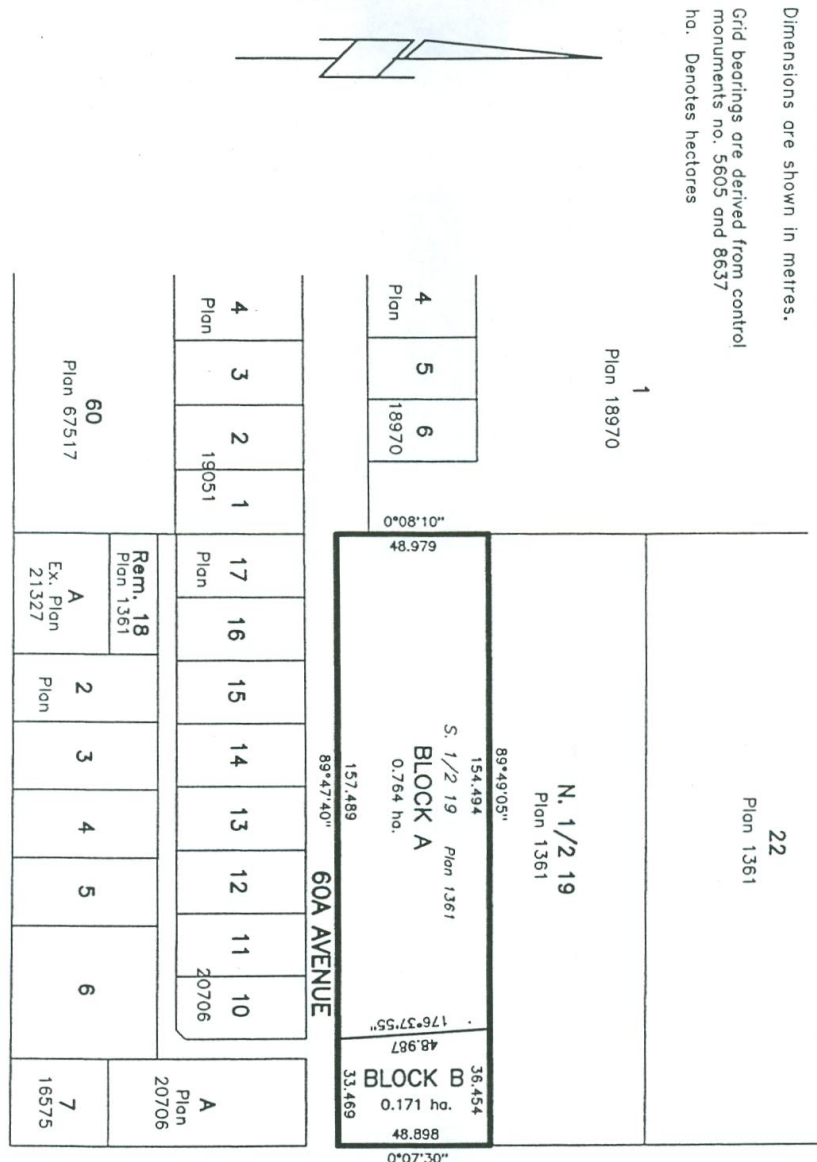 Dimensions are shown in metres.
Grid bearings are derived from control
monuments no. 5605 and 8637
ha. Denotes hectares
1
Plan 18970
4
Plan
5
6
18970
4
Plan
3
2
19051
1
60
Plan 67517
22
Plan 1361
N. 1/2 19
Plan 1361
0°08'10"
48.979
89°49'05"
154.494
S. 1/2 19 Plan 1361
BLOCK A
0.764 ha.
157.489
89°47'40"
60A AVENUE
176°37'55"
48.987
36.454
BLOCK B
0.171 ha.
33.469
48.898
0°07'30"
17
Plan
16
15
14
13
12
11
10
20706
Rem. 18
Plan 1361
A
Ex. Plan
21327
2
Plan
3
4
5
6
A
Plan
20706
7
16575